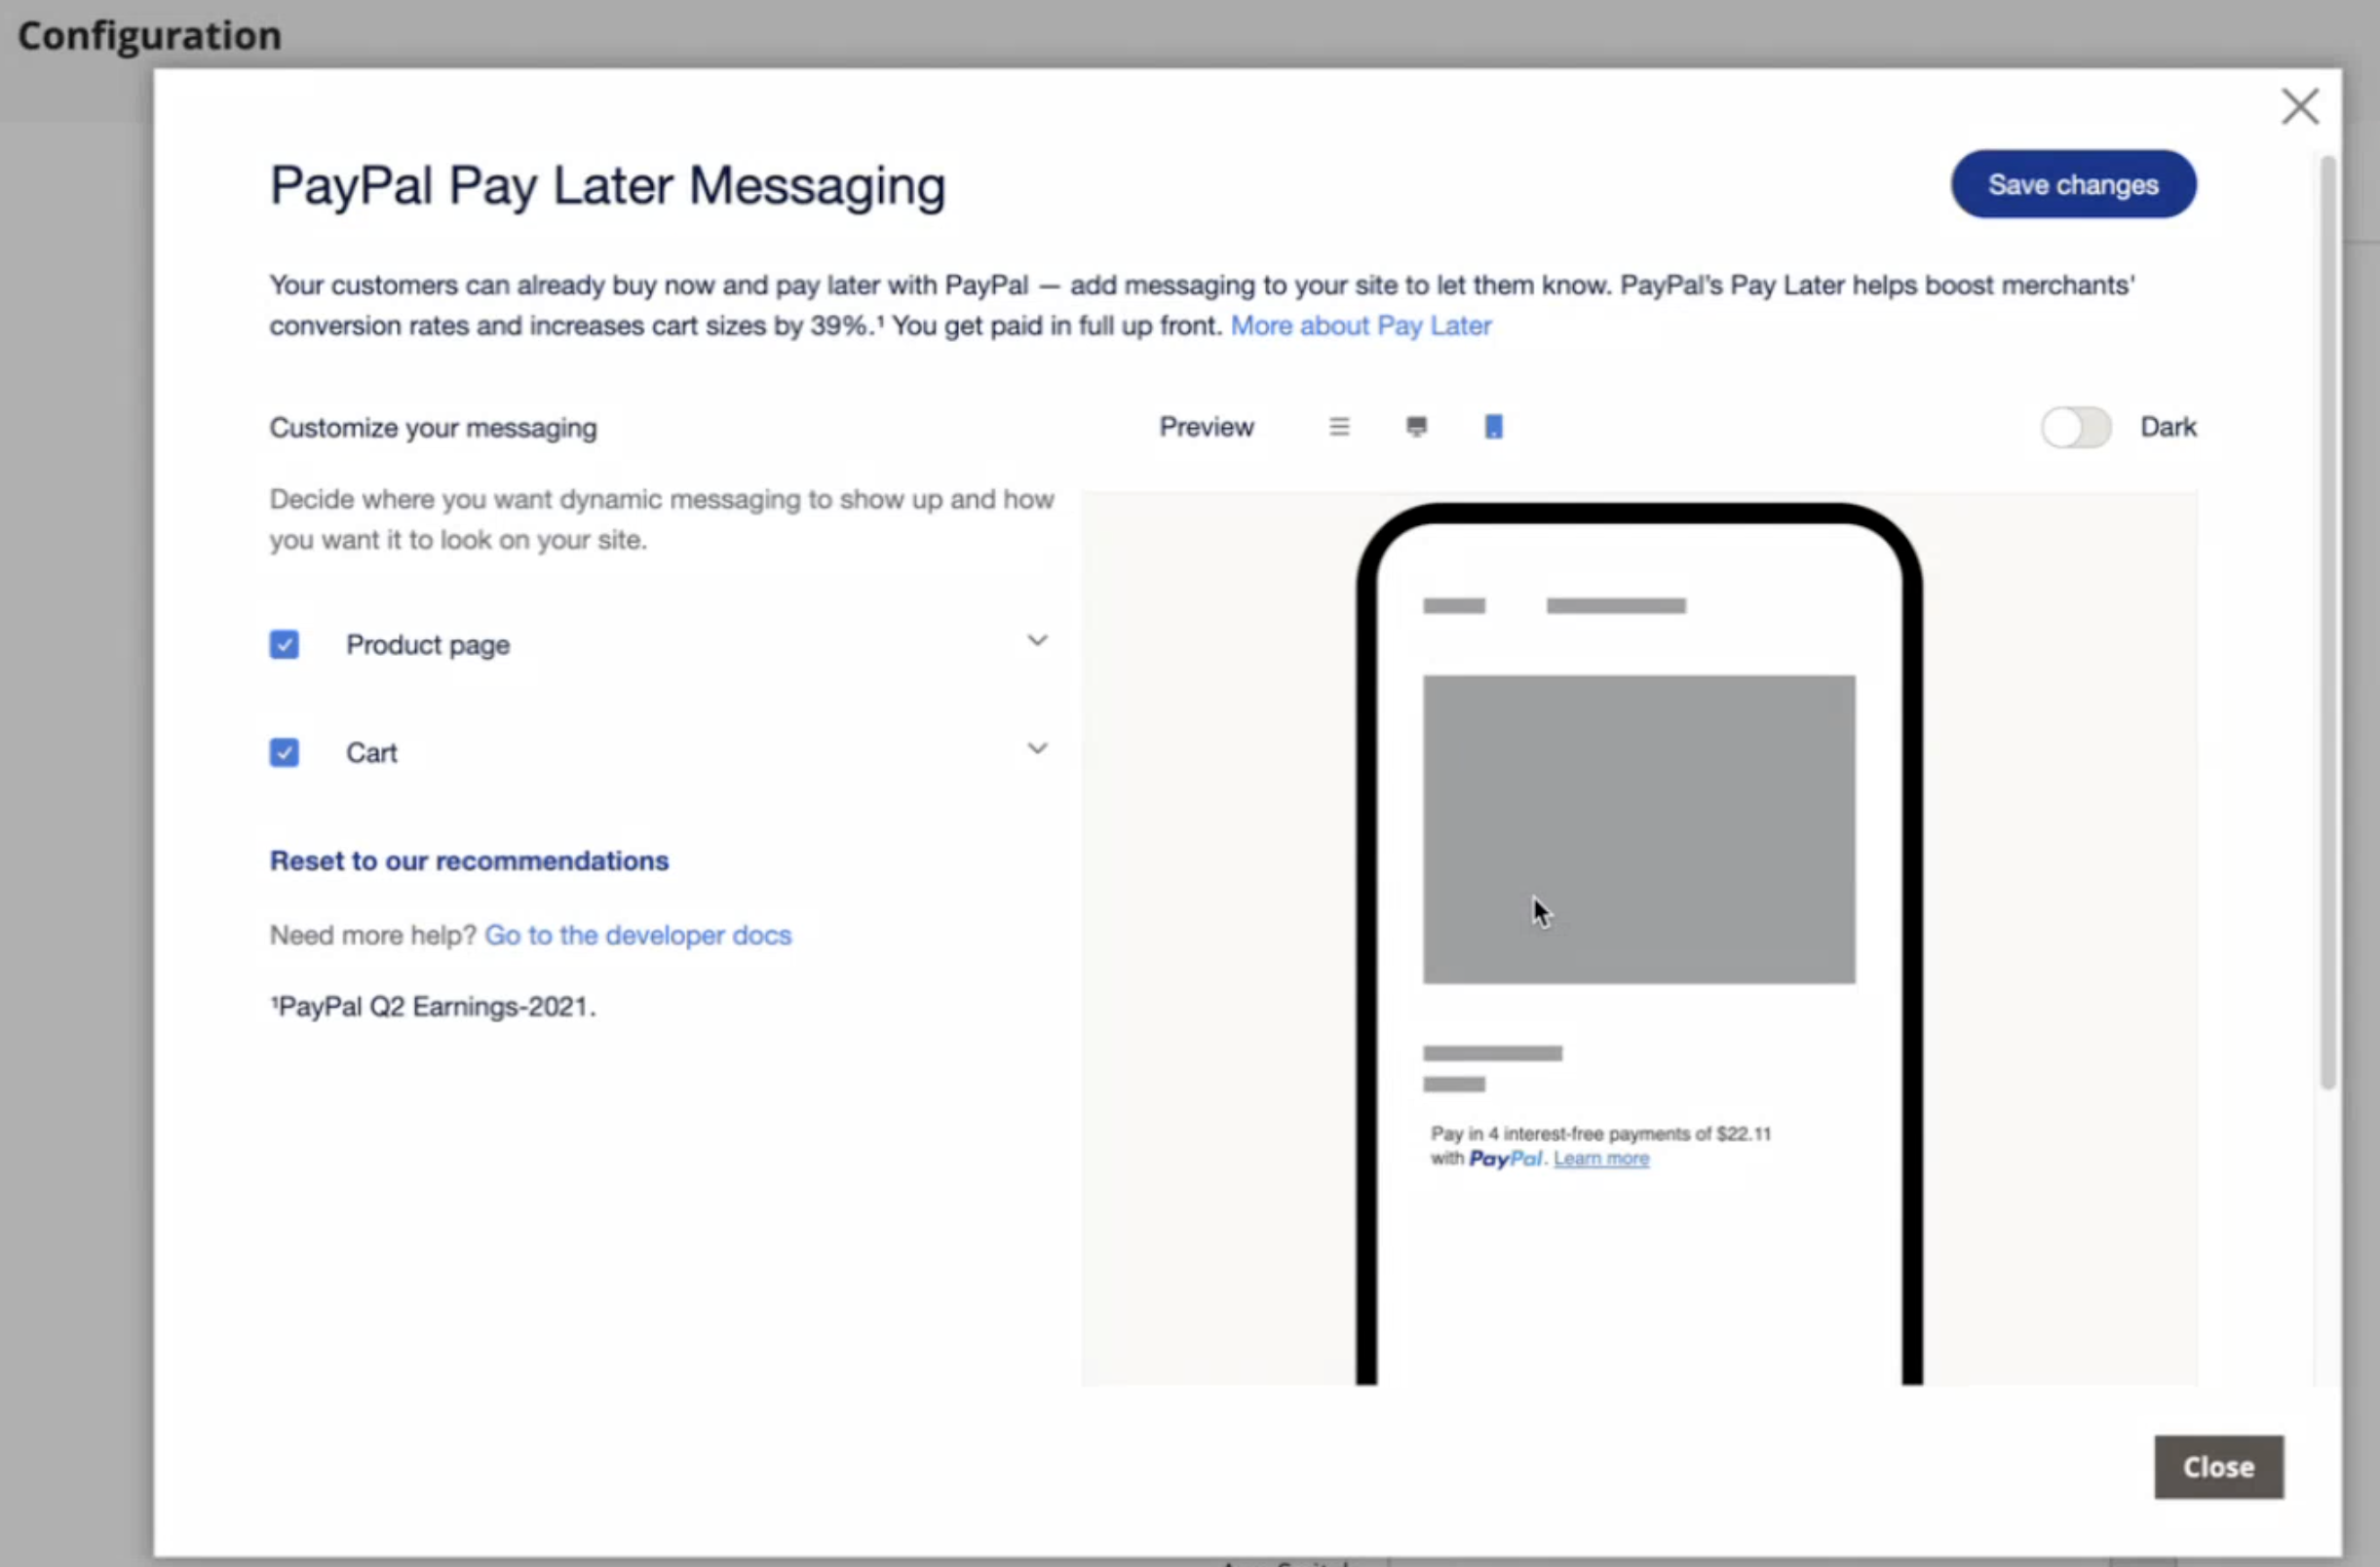 Configuration
PayPal Pay Later Messaging
Save changes
Your customers can already buy now and pay later with PayPal — add messaging to your site to let them know. PayPal's Pay Later helps boost merchants'
conversion rates and increases cart sizes by 39%.¹ You get paid in full up front. More about Pay Later
Customize your messaging
Preview
Dark
Decide where you want dynamic messaging to show up and how
you want it to look on your site.
Product page
Cart
Reset to our recommendations
Need more help? Go to the developer docs
¹PayPal Q2 Earnings-2021.
Pay in 4 interest-free payments of $22.11
with PayPal. Learn more
Close